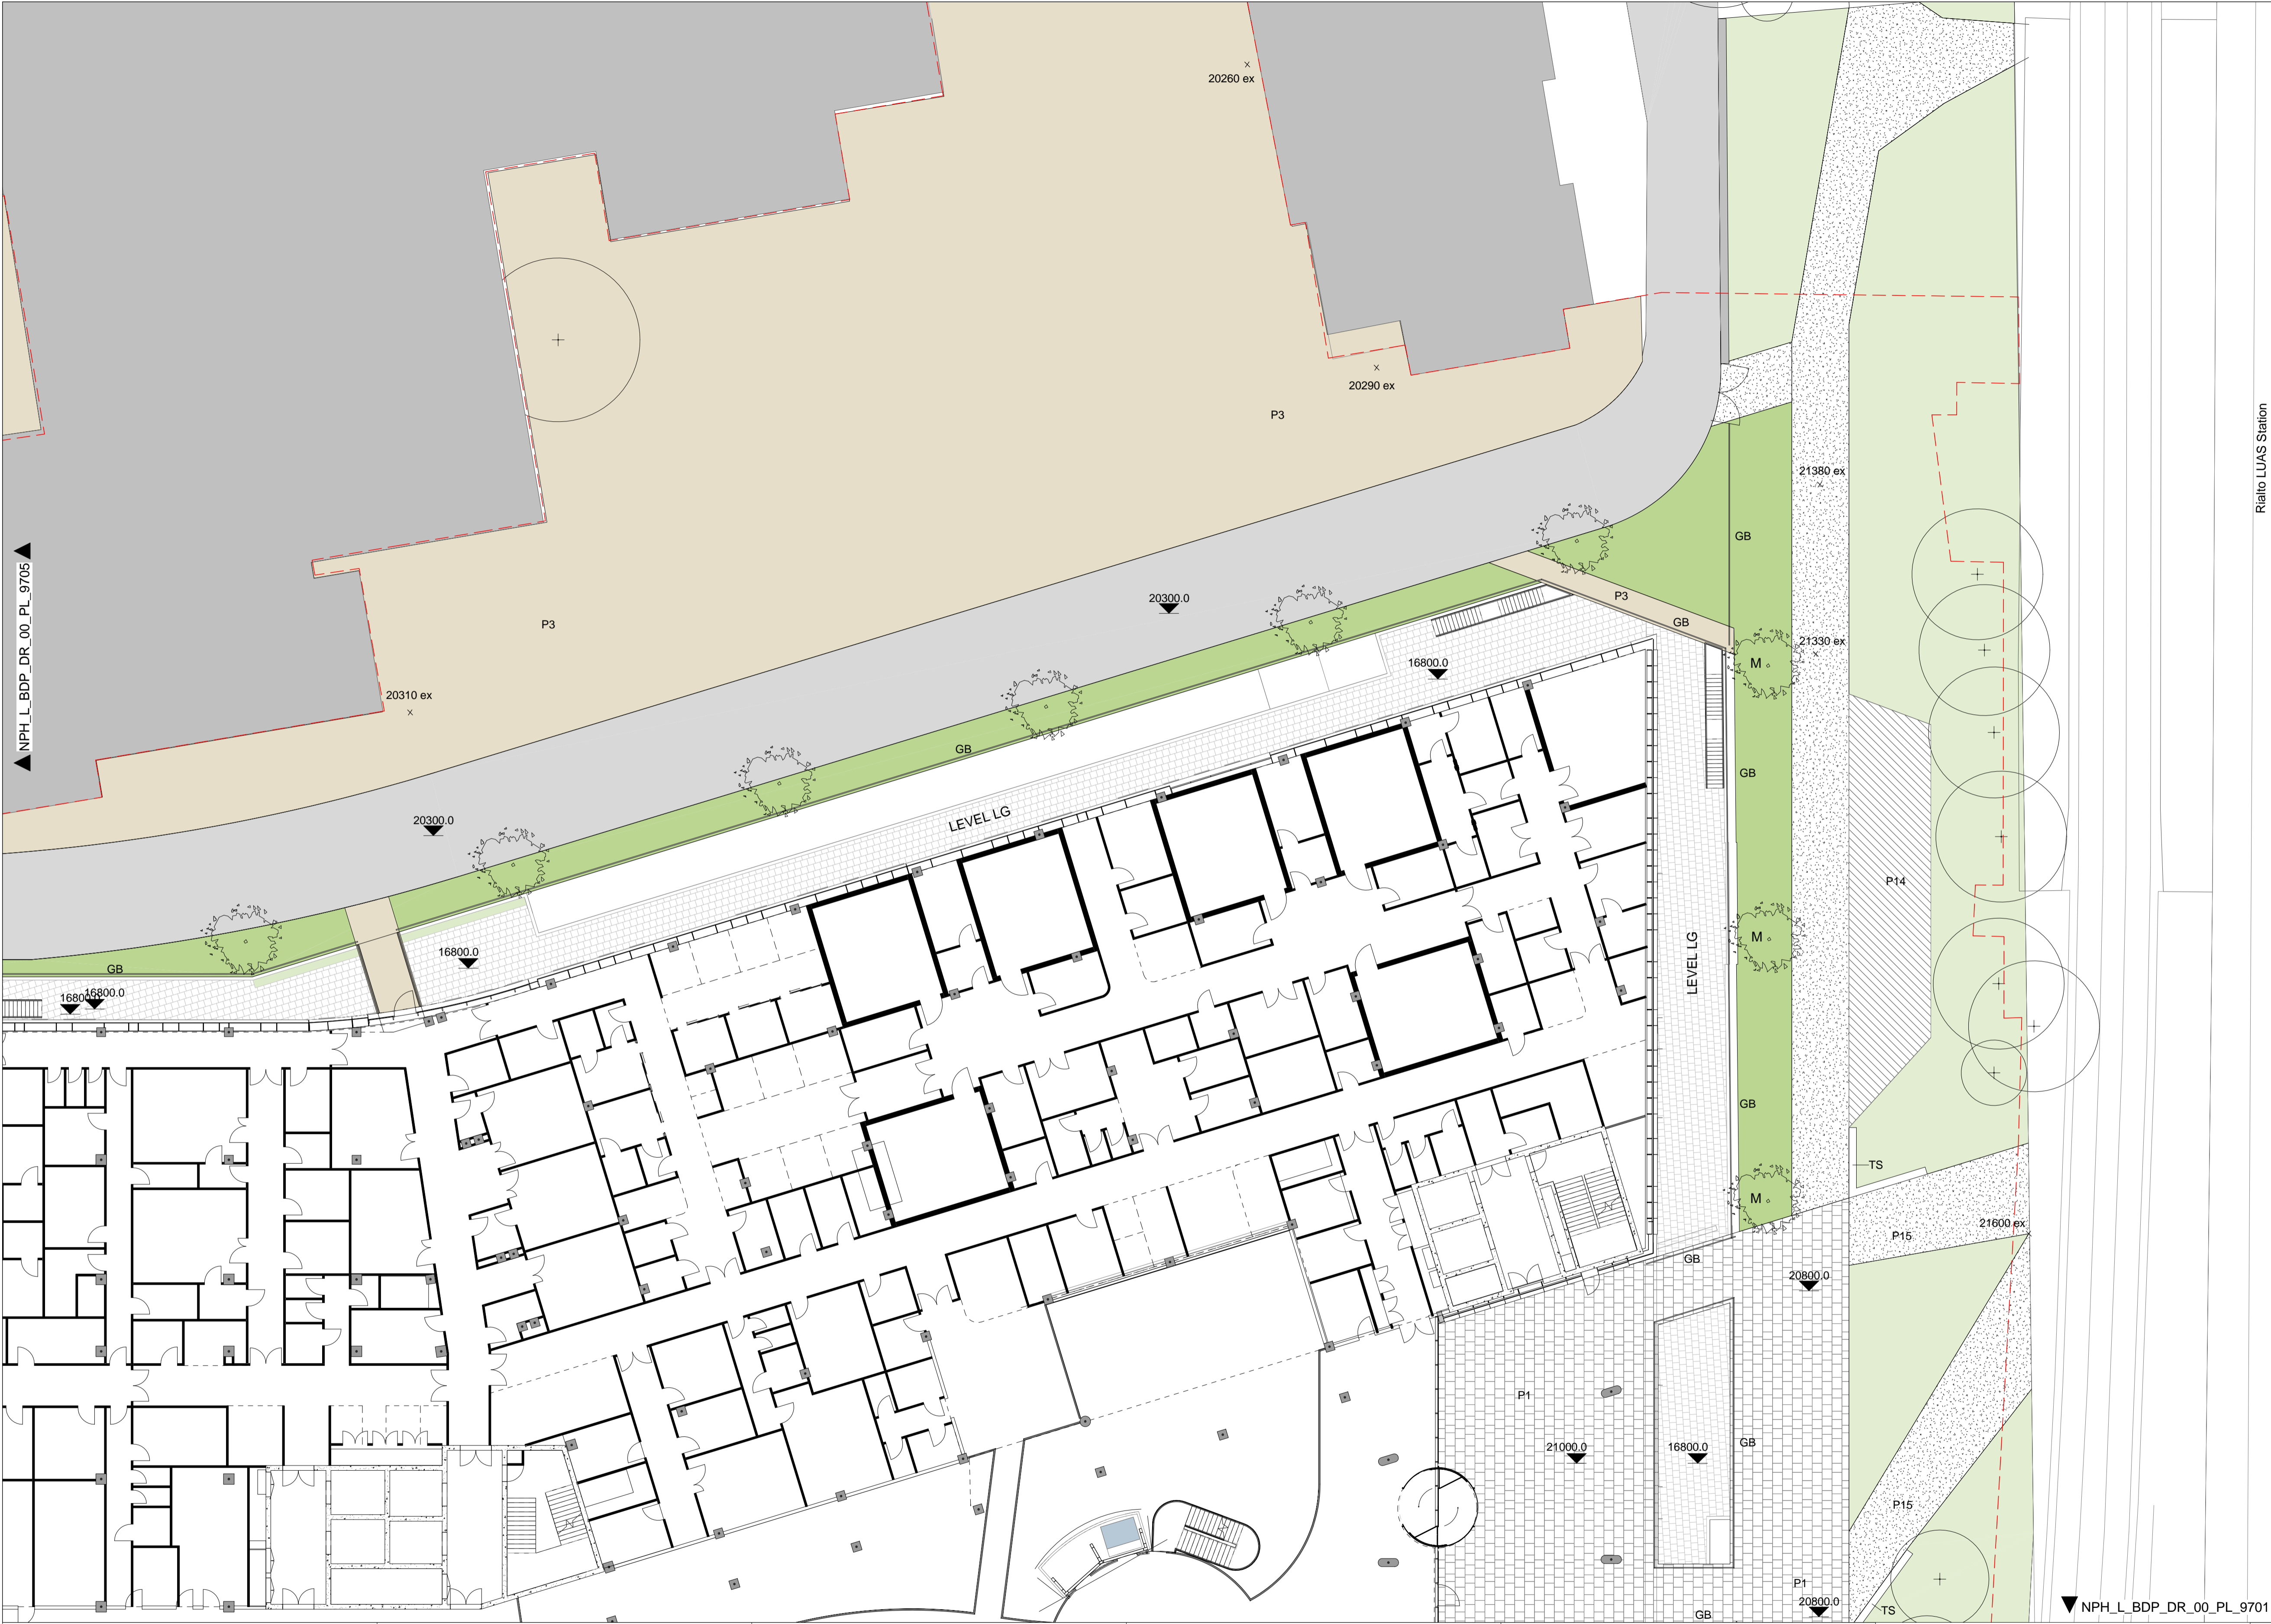 20260 ex
20290 ex
P3
Rialto LUAS Station
21380 ex
GB
NPH_L_BDP_DR_00_PL_9705
P3
20300.0
P3
GB
21330 ex
M
16800.0
20310 ex
GB
GB
20300.0
LEVEL LG
P14
M
LEVEL LG
16800.0
GB
16800.0
16800.0
GB
TS
M
21600 ex
P15
GB
20800.0
P1
21000.0
16800.0
GB
P15
P1
20800.0
GB
TS
NPH_L_BDP_DR_00_PL_9701